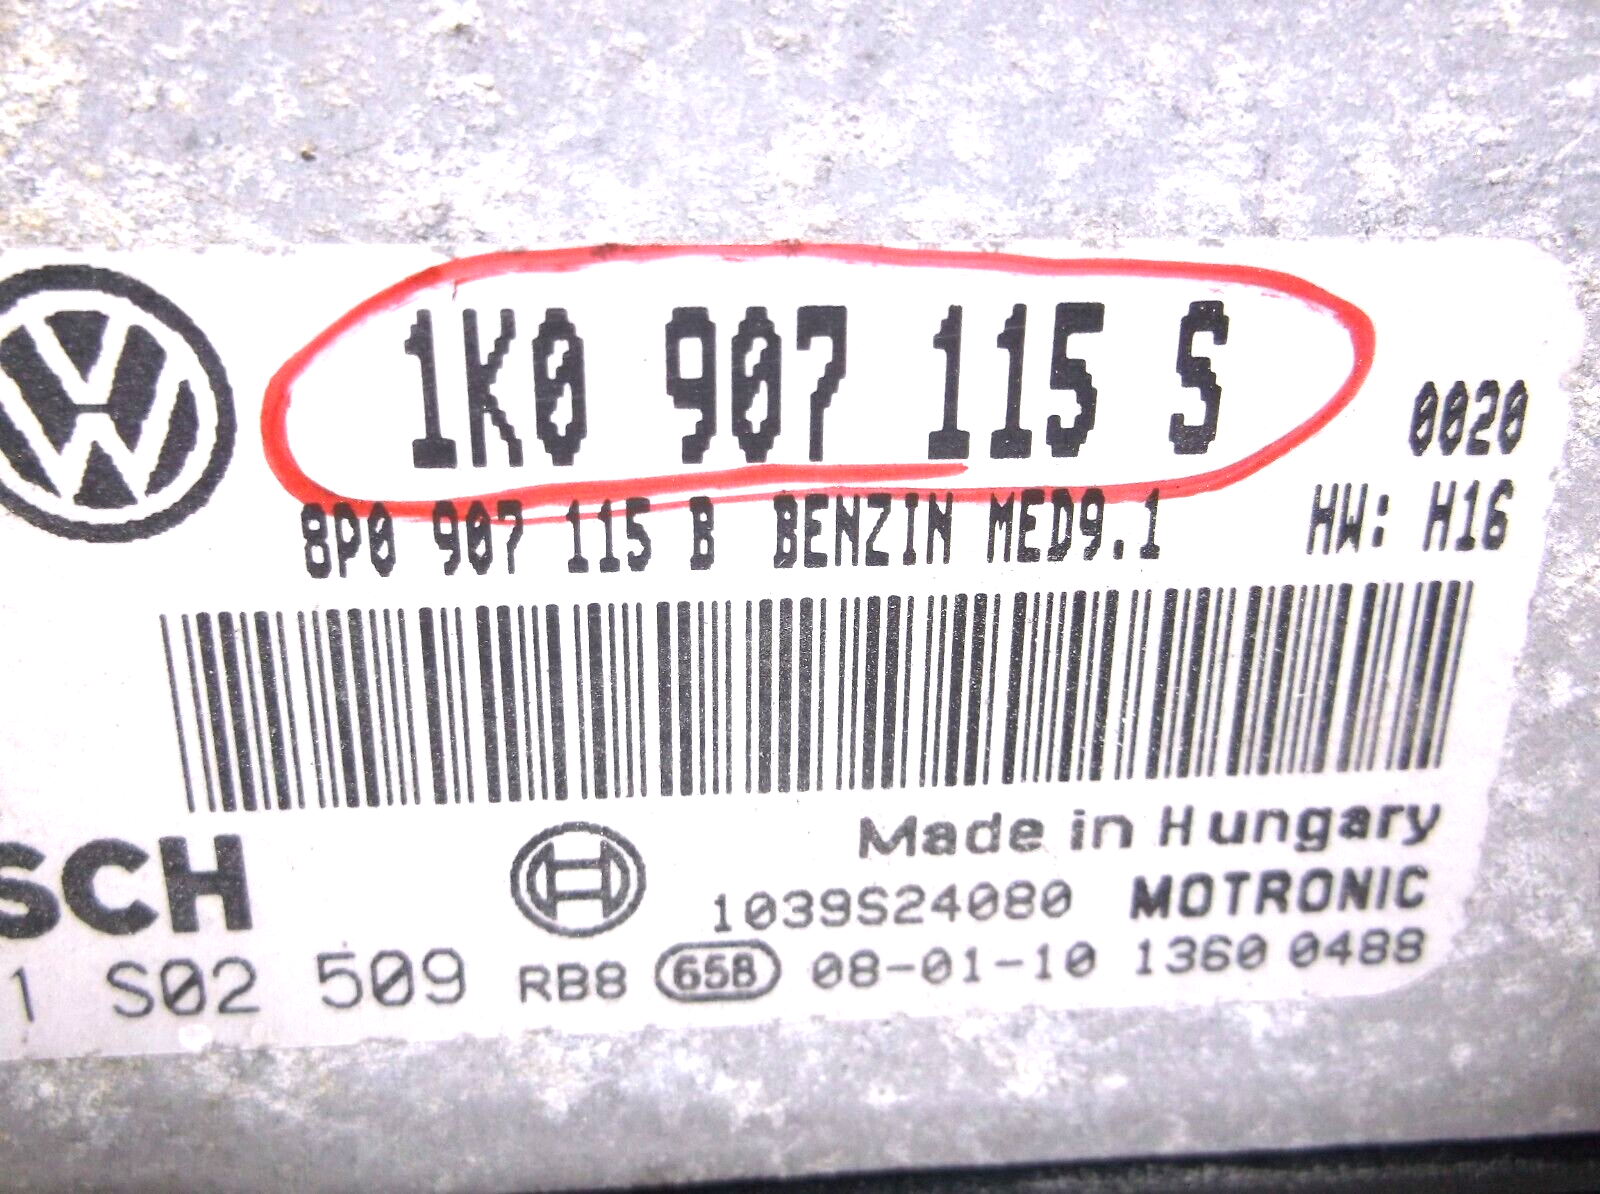 1K0 907 115 S 0020
8P0 907 115 B BENZIN MED9.1 HW: H16
Made in Hungary
SCH
1039S24080 MOTRONIC
1 S02 509 RB8 65B 08-01-10 1360 0488